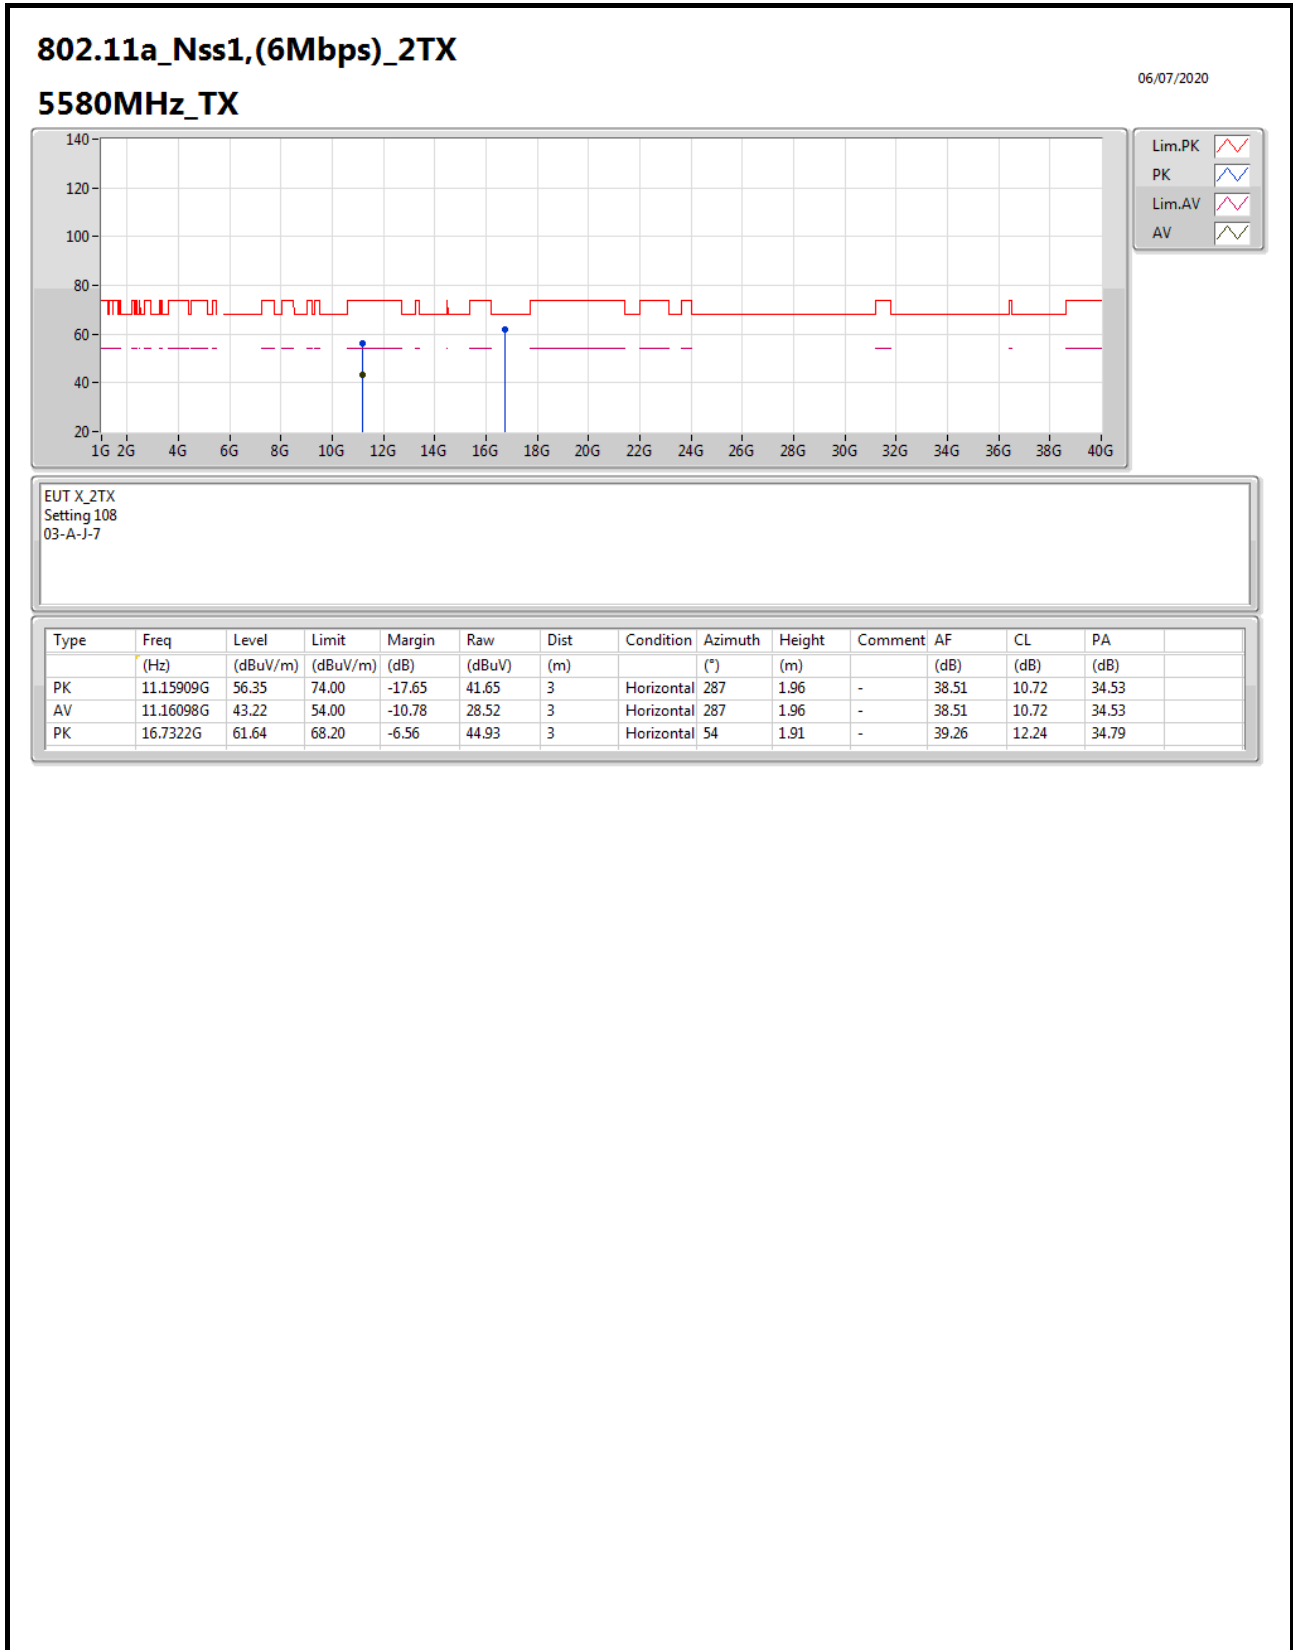 802.11a_Nss1,(6Mbps)_2TX
06/07/2020
5580MHz_TX
140
120
100
80
60
40
20
1G 2G 4G 6G 8G 10G 12G 14G 16G 18G 20G 22G 24G 26G 28G 30G 32G 34G 36G 38G 40G
Lim.PK
PK
Lim.AV
AV
EUT X_2TX
Setting 108
03-A-J-7
Type Freq Level Limit Margin Raw Dist Condition Azimuth Height Comment AF CL PA
(Hz) (dBuV/m) (dBuV/m) (dB) (dBuV) (m) (°) (m) (dB) (dB) (dB)
PK 11.15909G 56.35 74.00 -17.65 41.65 3 Horizontal 287 1.96 - 38.51 10.72 34.53
AV 11.16098G 43.22 54.00 -10.78 28.52 3 Horizontal 287 1.96 - 38.51 10.72 34.53
PK 16.7322G 61.64 68.20 -6.56 44.93 3 Horizontal 54 1.91 - 39.26 12.24 34.79